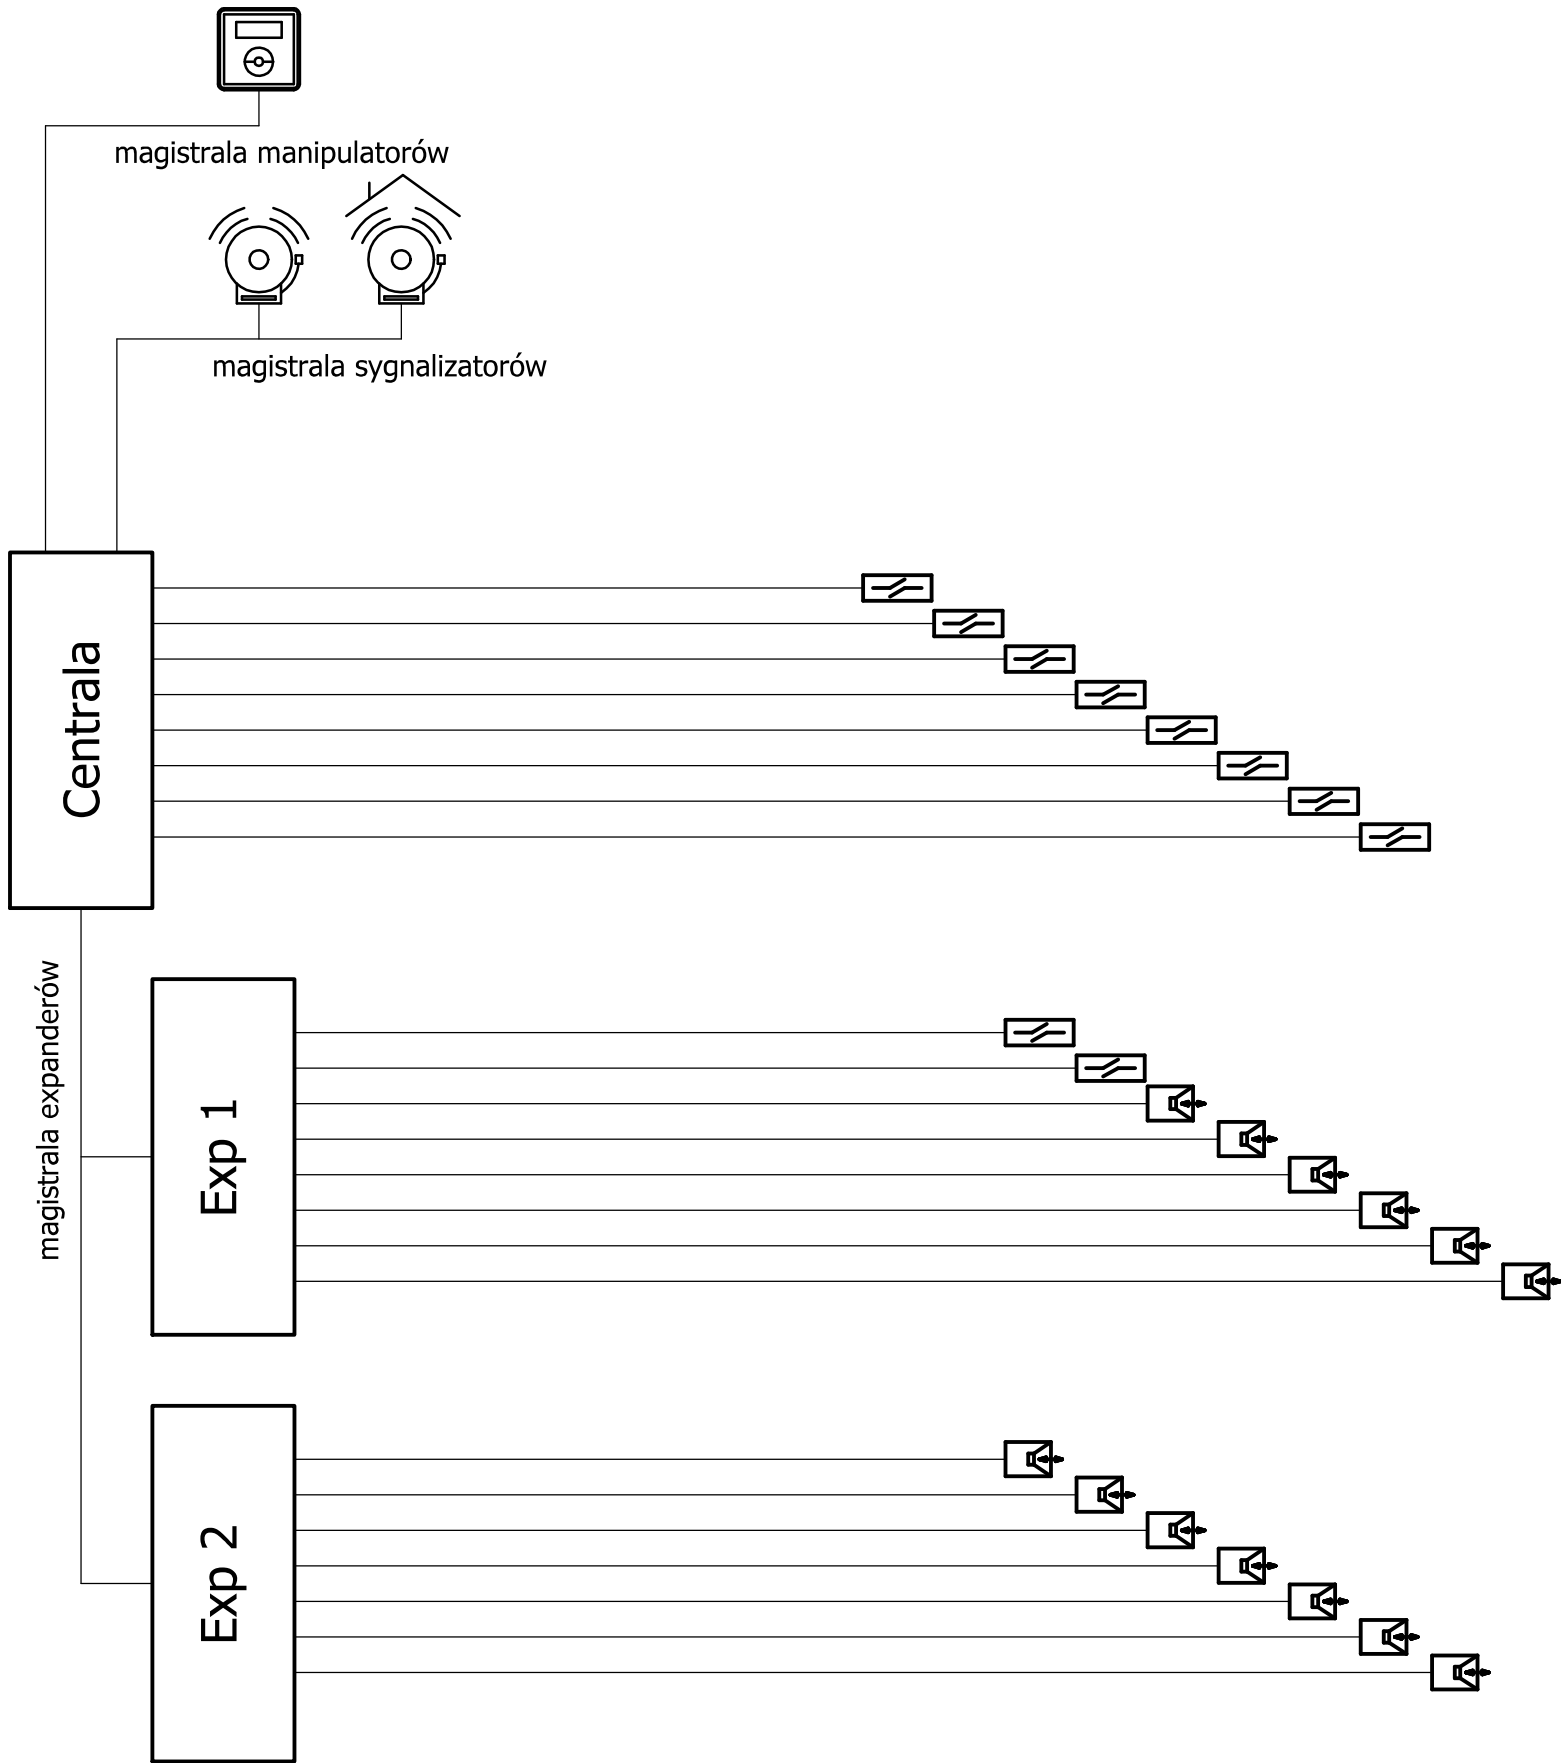 magistrala manipulatorów
magistrala sygnalizatorów
Centrala
magistrala expanderów
Exp 1
Exp 2